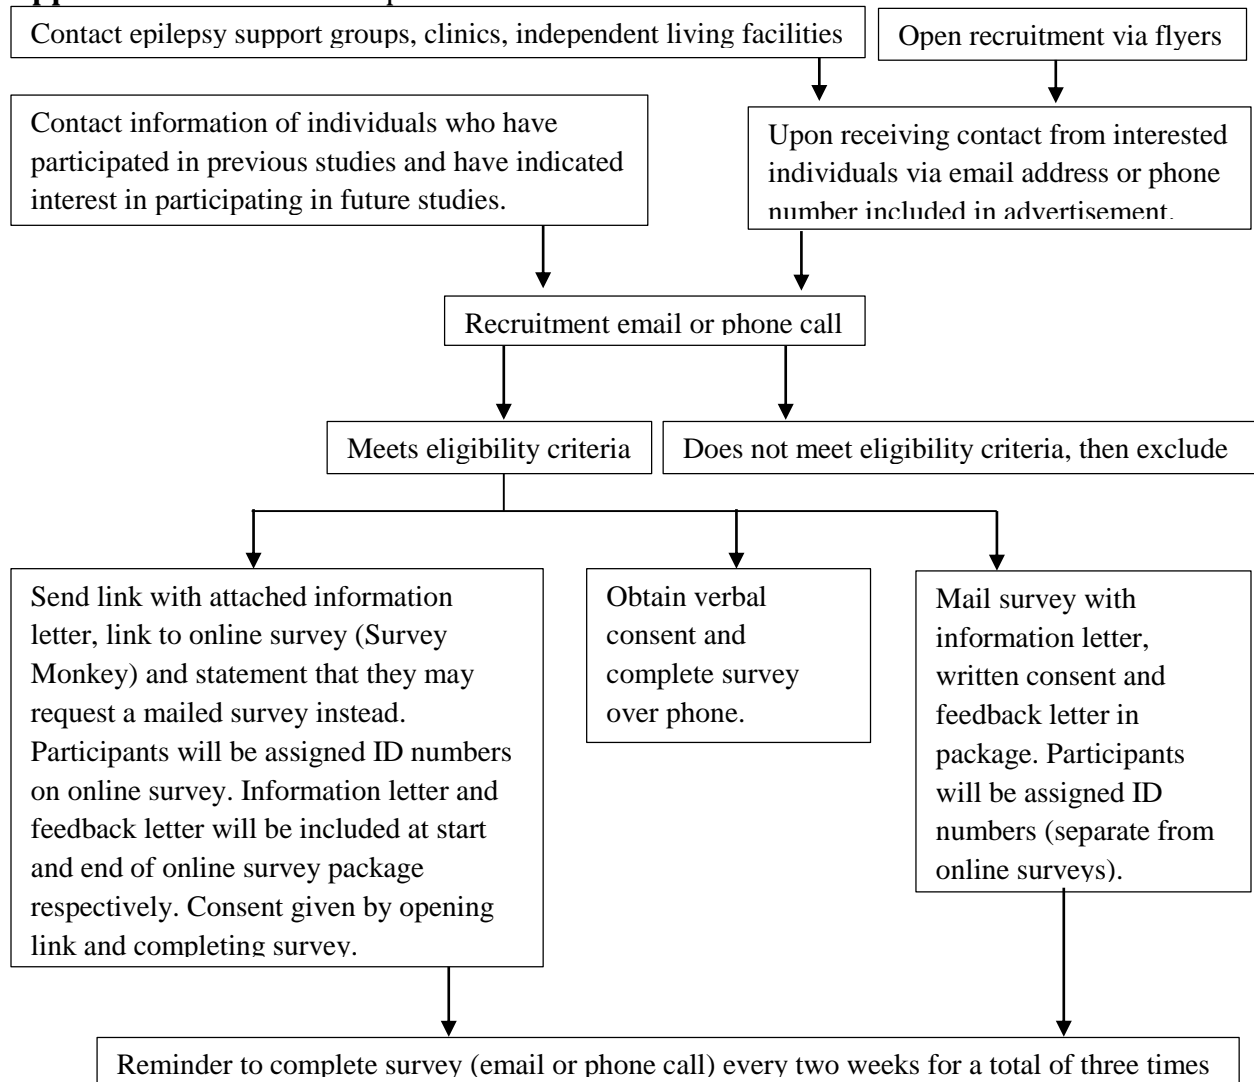 Contact epilepsy support groups, clinics, independent living facilities
Open recruitment via flyers
Contact information of individuals who have
participated in previous studies and have indicated
interest in participating in future studies.
Upon receiving contact from interested
individuals via email address or phone
number included in advertisement.
Recruitment email or phone call
Meets eligibility criteria
Does not meet eligibility criteria, then exclude
Send link with attached information
letter, link to online survey (Survey
Monkey) and statement that they may
request a mailed survey instead.
Participants will be assigned ID numbers
on online survey. Information letter and
feedback letter will be included at start
and end of online survey package
respectively. Consent given by opening
link and completing survey.
Obtain verbal
consent and
complete survey
over phone.
Mail survey with
information letter,
written consent and
feedback letter in
package. Participants
will be assigned ID
numbers (separate from
online surveys).
Reminder to complete survey (email or phone call) every two weeks for a total of three times